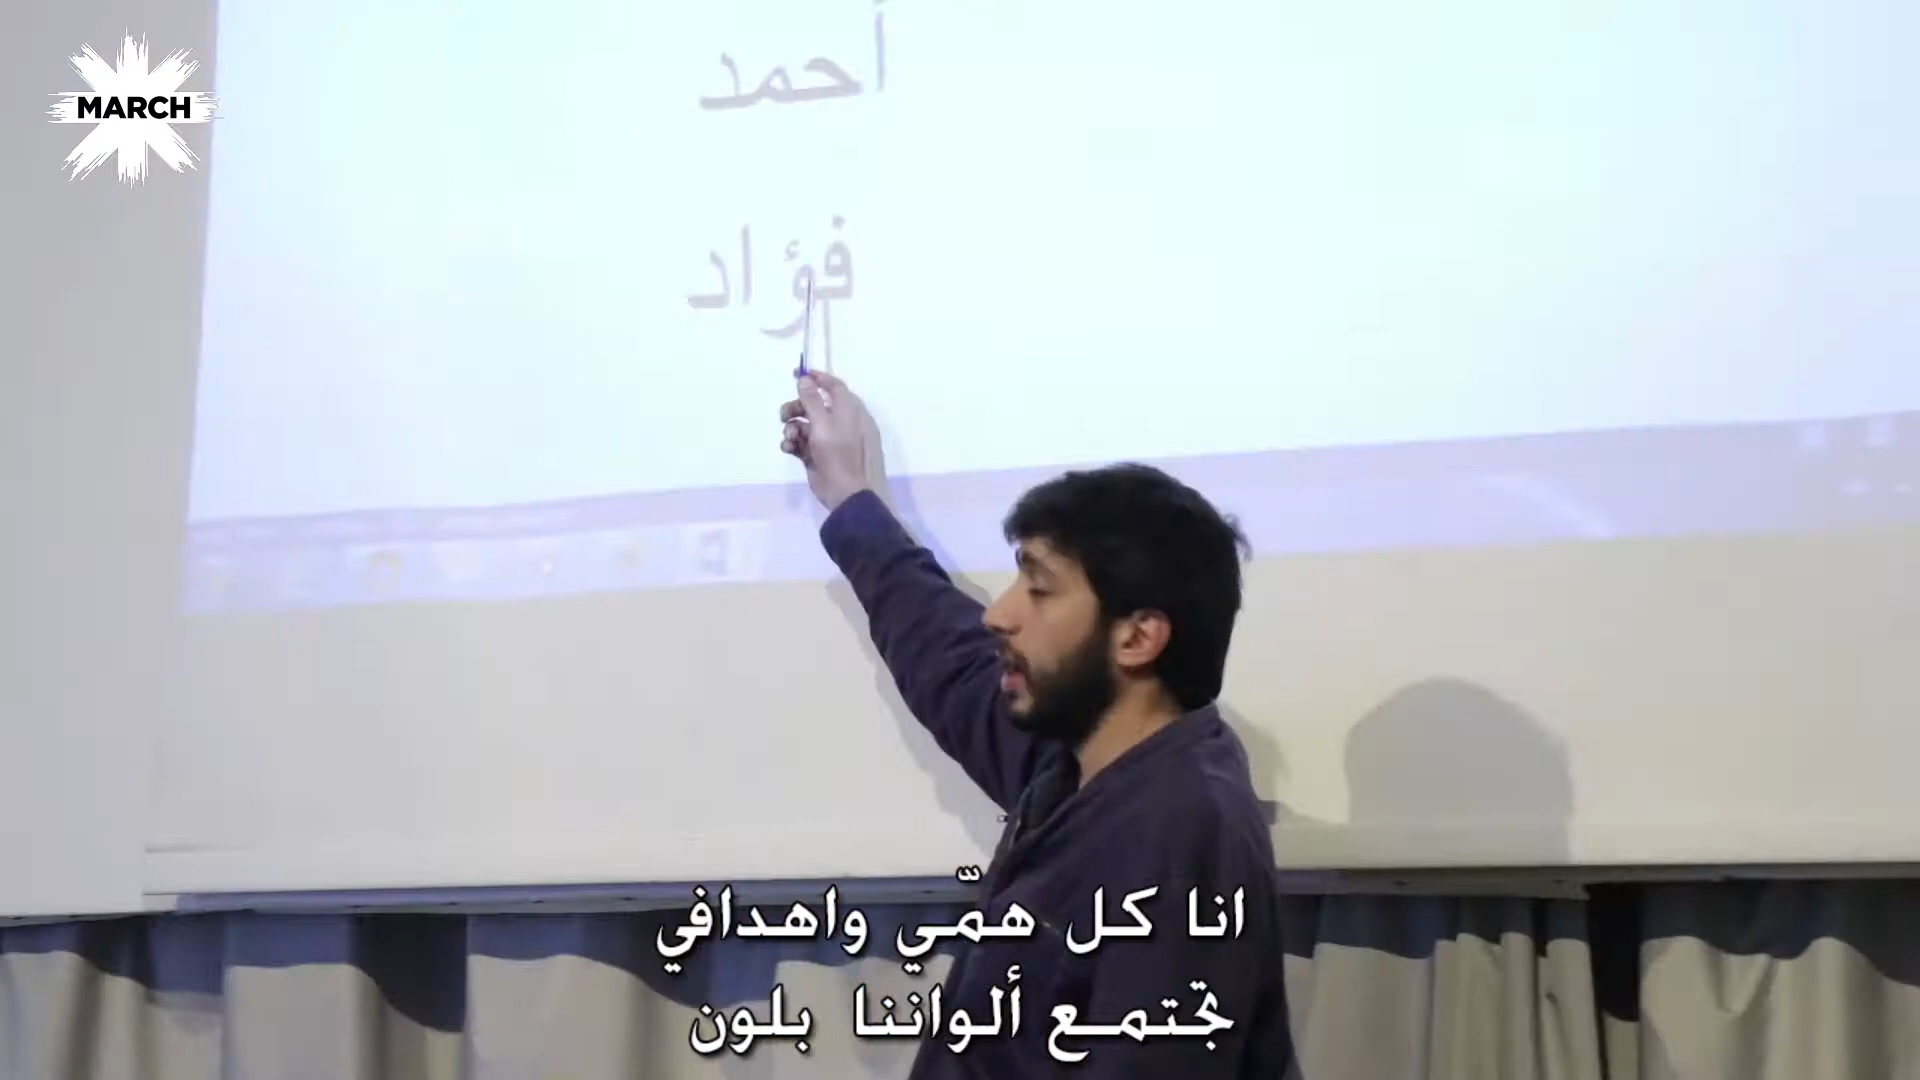 MARCH
أحمد
فؤاد
انا كل همّي واهدافي
تجتمع ألواننا بلون